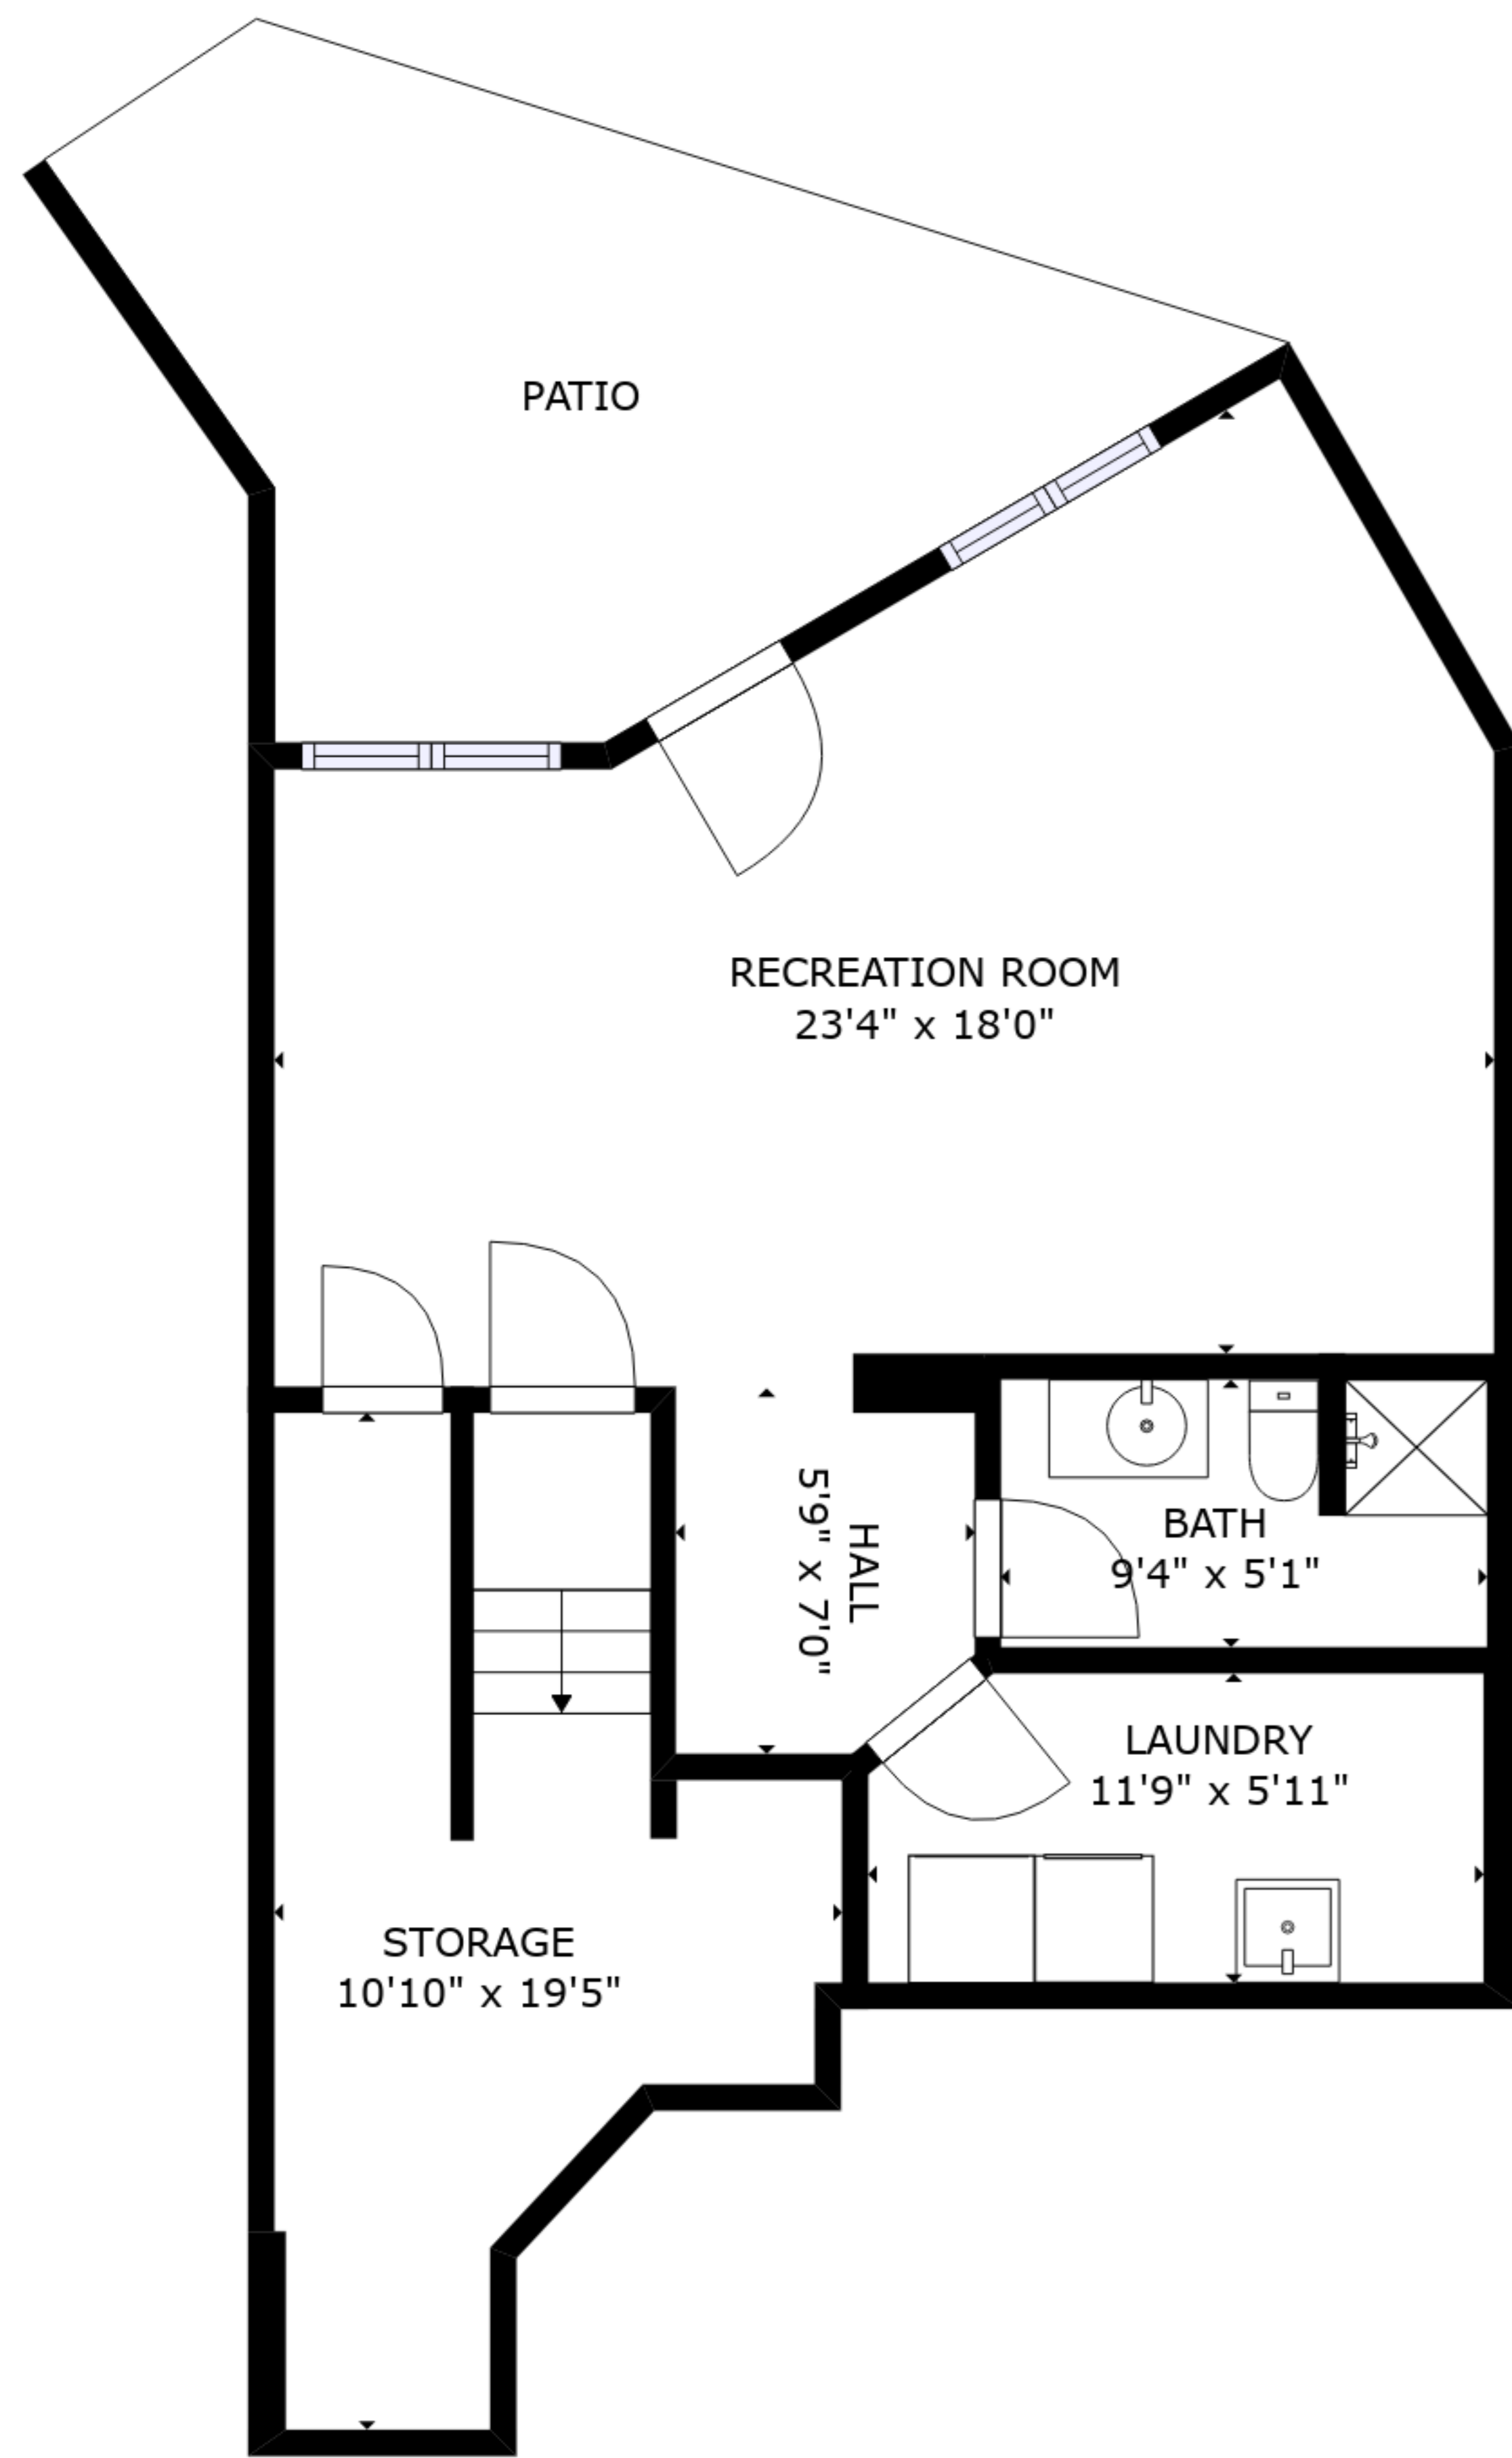 PATIO
RECREATION ROOM
23'4" x 18'0"
HALL
5'9" x 7'0"
BATH
9'4" x 5'1"
LAUNDRY
11'9" x 5'11"
STORAGE
10'10" x 19'5"